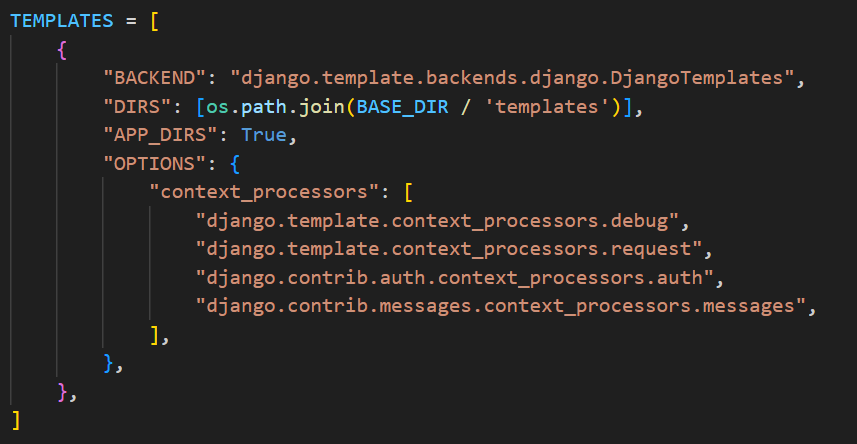 TEMPLATES = [
    {
        "BACKEND": "django.template.backends.django.DjangoTemplates",
        "DIRS": [os.path.join(BASE_DIR / 'templates')],
        "APP_DIRS": True,
        "OPTIONS": {
            "context_processors": [
                "django.template.context_processors.debug",
                "django.template.context_processors.request",
                "django.contrib.auth.context_processors.auth",
                "django.contrib.messages.context_processors.messages",
            ],
        },
    },
]